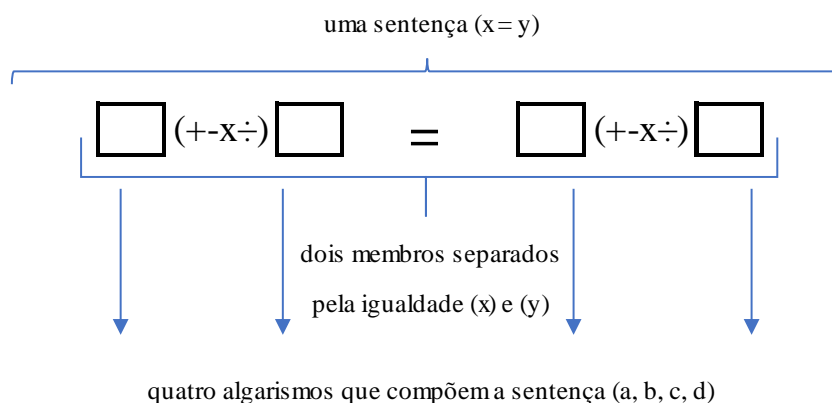 uma sentença (x = y)
(+-x÷) = (+-x÷)
dois membros separados
pela igualdade (x) e (y)
quatro algarismos que compõem a sentença (a, b, c, d)